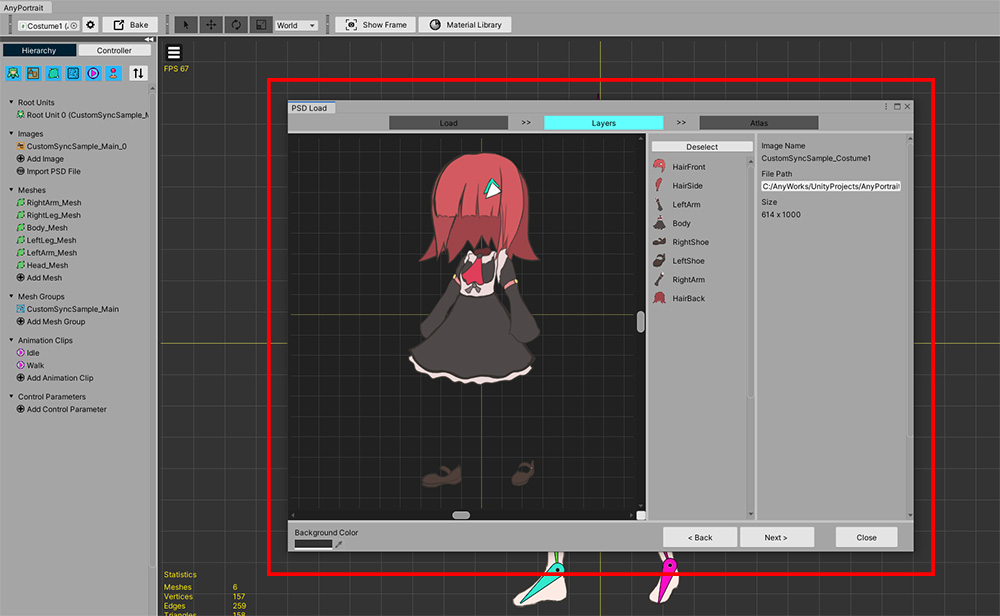 AnyPortrait
Costume1 (A
Bake
World
Show Frame
Material Library
Hierarchy
Controller
FPS 67
Root Units
Root Unit 0 (CustomSyncSample_M
Images
CustomSyncSample_Main_0
Add Image
Import PSD File
Meshes
RightArm_Mesh
RightLeg_Mesh
Body_Mesh
LeftLeg_Mesh
LeftArm_Mesh
Head_Mesh
Add Mesh
Mesh Groups
CustomSyncSample_Main
Add Mesh Group
Animation Clips
Idle
Walk
Add Animation Clip
Control Parameters
Add Control Parameter
PSD Load
Load >> Layers >> Atlas
Deselect
HairFront
HairSide
LeftArm
Body
RightShoe
LeftShoe
RightArm
HairBack
Image Name
CustomSyncSample_Costume1
File Path
C:/AnyWorks/UnityProjects/AnyPortrait
Size
614 x 1000
Background Color
< Back
Next >
Close
Statistics
Meshes 6
Vertices 157
Edges 259
Triangles 158